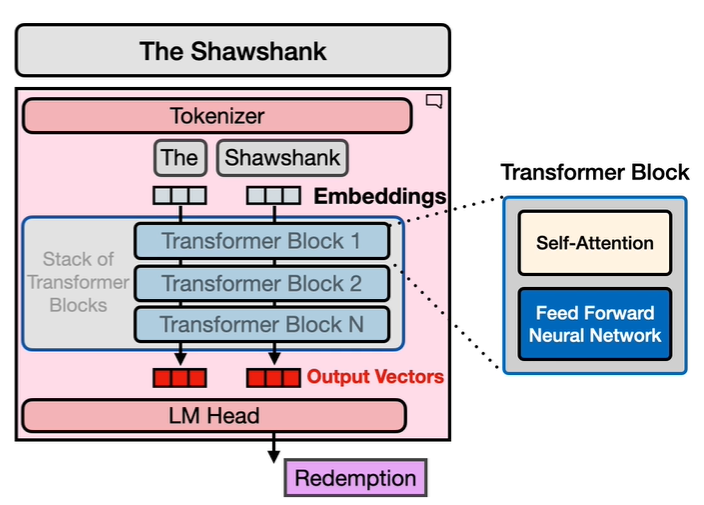 The Shawshank
Tokenizer
The Shawshank
Embeddings
Transformer Block
Stack of
Transformer
Blocks
Transformer Block 1
Transformer Block 2
Transformer Block N
Self-Attention
Feed Forward
Neural Network
Output Vectors
LM Head
Redemption